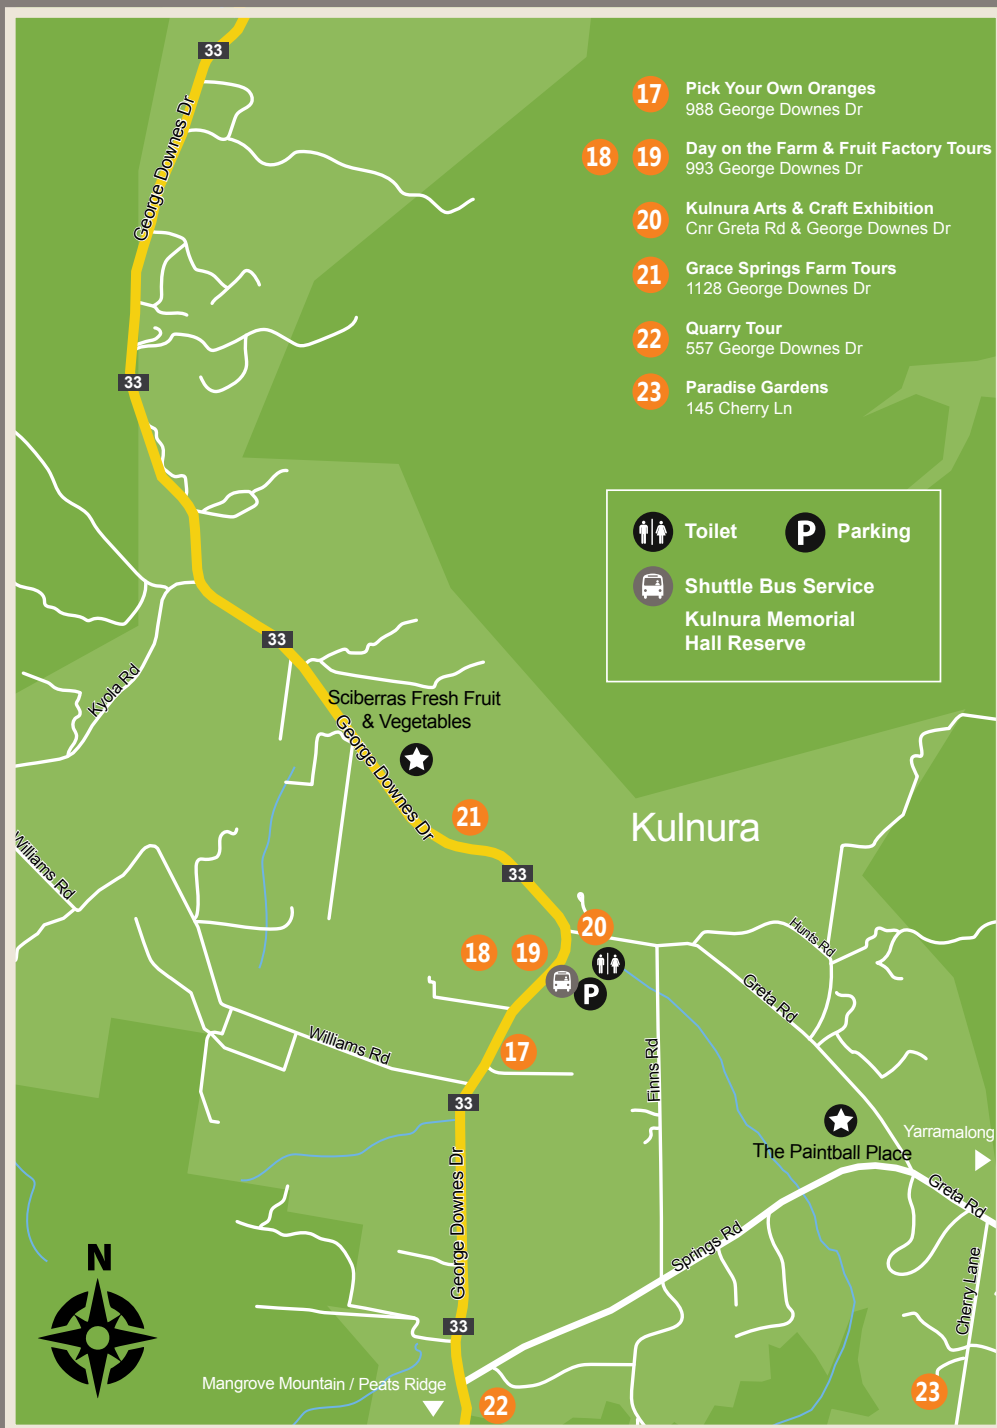 33
George Downes Dr
17 Pick Your Own Oranges
988 George Downes Dr
18 19 Day on the Farm & Fruit Factory Tours
993 George Downes Dr
20 Kulnura Arts & Craft Exhibition
Cnr Greta Rd & George Downes Dr
21 Grace Springs Farm Tours
1128 George Downes Dr
22 Quarry Tour
557 George Downes Dr
23 Paradise Gardens
145 Cherry Ln
33
Toilet
P Parking
Shuttle Bus Service
Kulnura Memorial
Hall Reserve
33
Kyola Rd
Sciberras Fresh Fruit
& Vegetables
George Downes Dr
21
Kulnura
Williams Rd
33
20
Hunts Rd
18 19
P
Greta Rd
Williams Rd
17
Finns Rd
33
The Paintball Place
Yarramalong
George Downes Dr
Springs Rd
Greta Rd
Cherry Lane
N
33
Mangrove Mountain / Peats Ridge
22
23